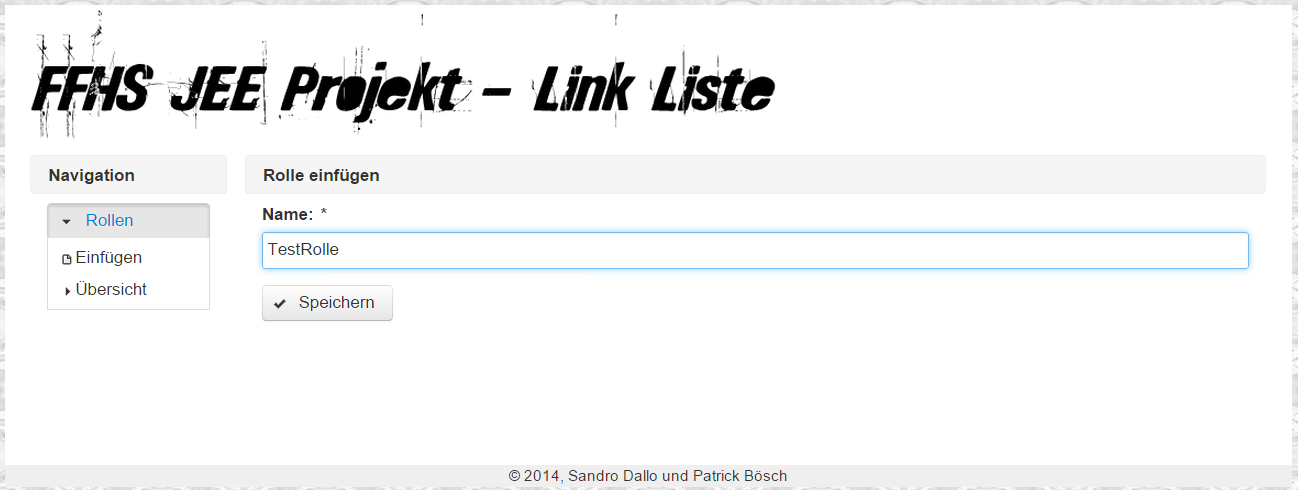 FFHS JEE Projekt - Link Liste
Navigation
Rollen
Einfügen
Übersicht
Rolle einfügen
Name: *
TestRolle
Speichern
© 2014, Sandro Dallo und Patrick Bösch